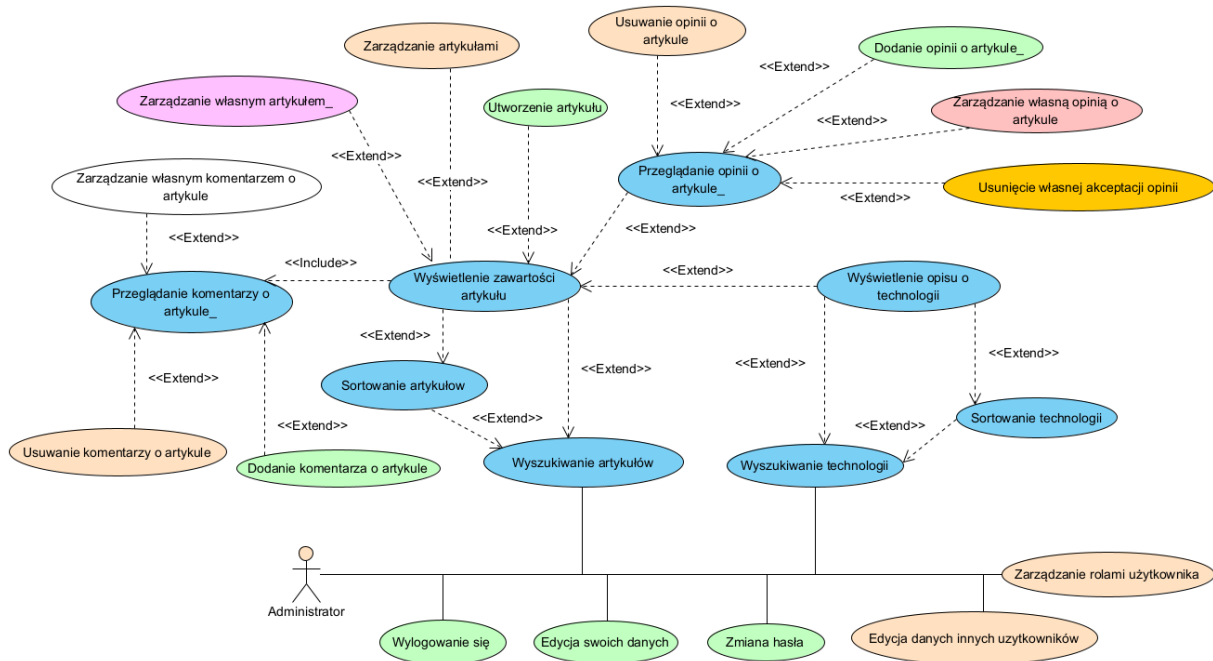 Usuwanie opinii o
artykule
Zarządzanie artykułami
Dodanie opinii o artykule_
<<Extend>>
Zarządzanie własnym artykułem_
Utworzenie artykułu
<<Extend>>
Zarządzanie własną opinią o
artykule
<<Extend>>
<<Extend>>
<<Extend>>
Zarządzanie własnym komentarzem o
artykule
<<Extend>>
Przeglądanie opinii o
artykule_
Usunięcie własnej akceptacji opinii
<<Extend>>
<<Extend>>
<<Extend>>
<<Extend>>
<<Include>>
<<Extend>>
Przeglądanie komentarzy o
artykule_
Wyświetlenie zawartości
artykułu
Wyświetlenie opisu o
technologii
<<Extend>>
<<Extend>>
<<Extend>>
<<Extend>>
<<Extend>>
Sortowanie artykułow
<<Extend>>
<<Extend>>
<<Extend>>
Sortowanie technologii
Usuwanie komentarzy o artykule
Dodanie komentarza o artykule
Wyszukiwanie artykułów
Wyszukiwanie technologii
Administrator
Zarządzanie rolami użytkownika
Wylogowanie się
Edycja swoich danych
Zmiana hasła
Edycja danych innych uzytkowników